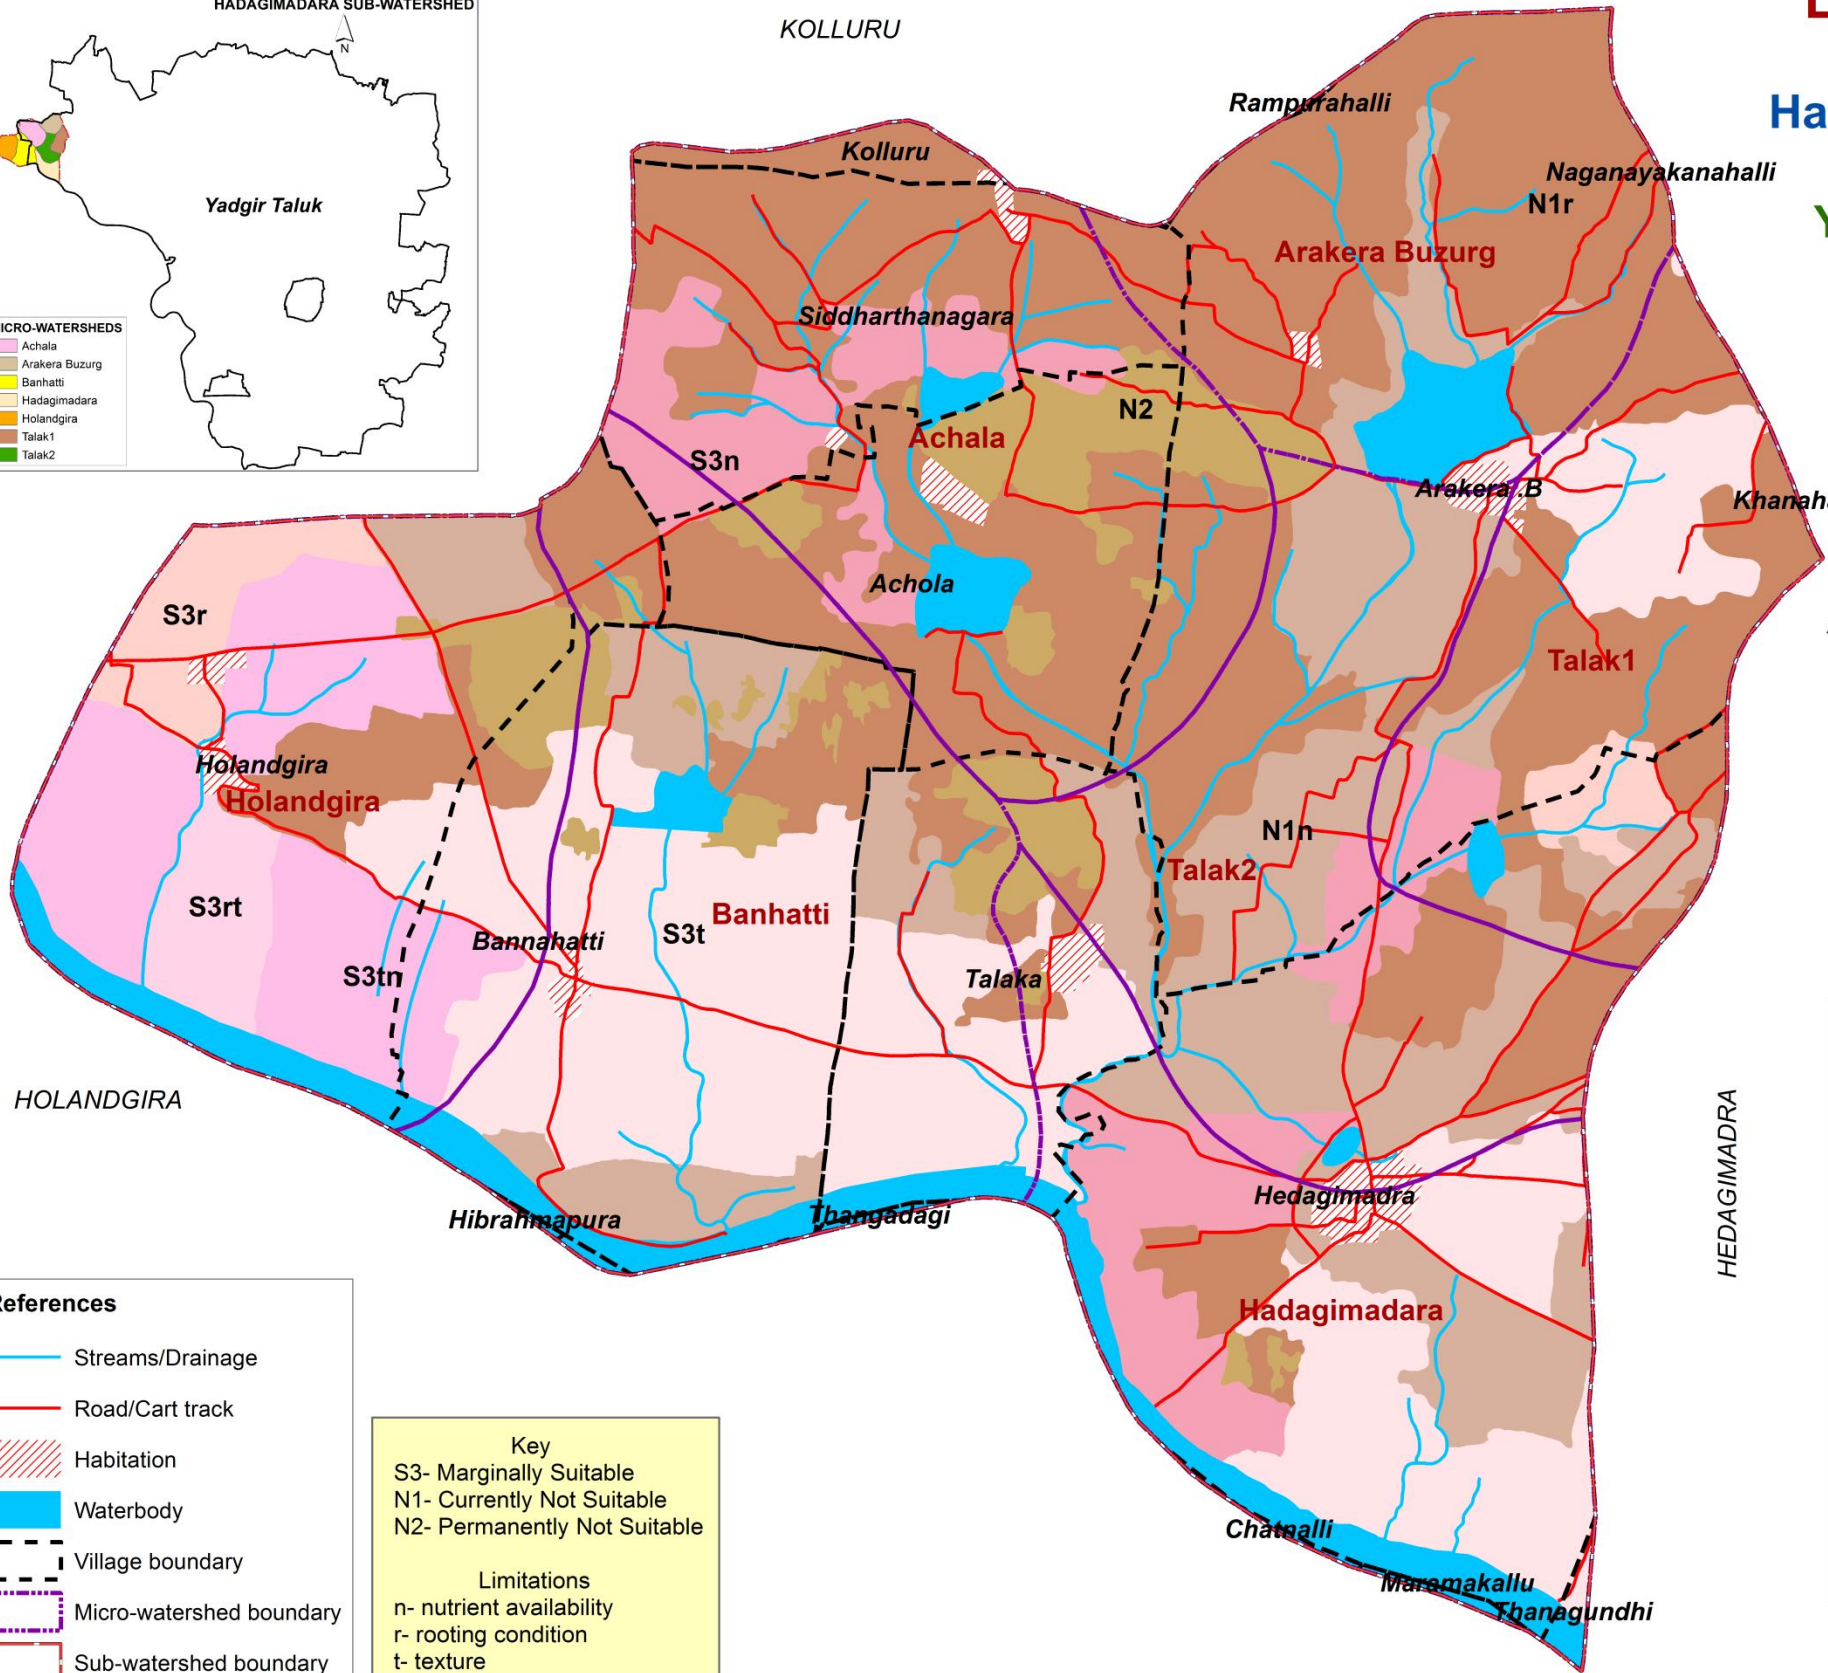 HADAGIMADARA SUB-WATERSHED
N
Yadgir Taluk
Achala
Arakera Buzurg
Banhatti
Hadagimadara
Holandgira
Talak1
Talak2
KOLLURU
Rampurahalli
Kolluru
Naganayakanahalli
N1r
Arakera Buzurg
Siddharthanagara
N2
Achala
S3n
Arakera .B
Achola
S3r
Talak1
Holandgira
Holandgira
N1n
Talak2
S3rt
Banhatti
S3t
Bannahatti
S3tn
Talaka
HOLANDGIRA
HEDAGIMADRA
Hedagimadra
Hibrahmapura
Thangadagi
Hadagimadara
Chatnalli
Maramakallu
Thanagundhi
Streams/Drainage
Road/Cart track
Habitation
Waterbody
Village boundary
Micro-watershed boundary
Sub-watershed boundary
Key
S3- Marginally Suitable
N1- Currently Not Suitable
N2- Permanently Not Suitable
Limitations
n- nutrient availability
r- rooting condition
t- texture